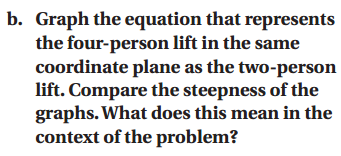 b. Graph the equation that represents
the four-person lift in the same
coordinate plane as the two-person
lift. Compare the steepness of the
graphs. What does this mean in the
context of the problem?